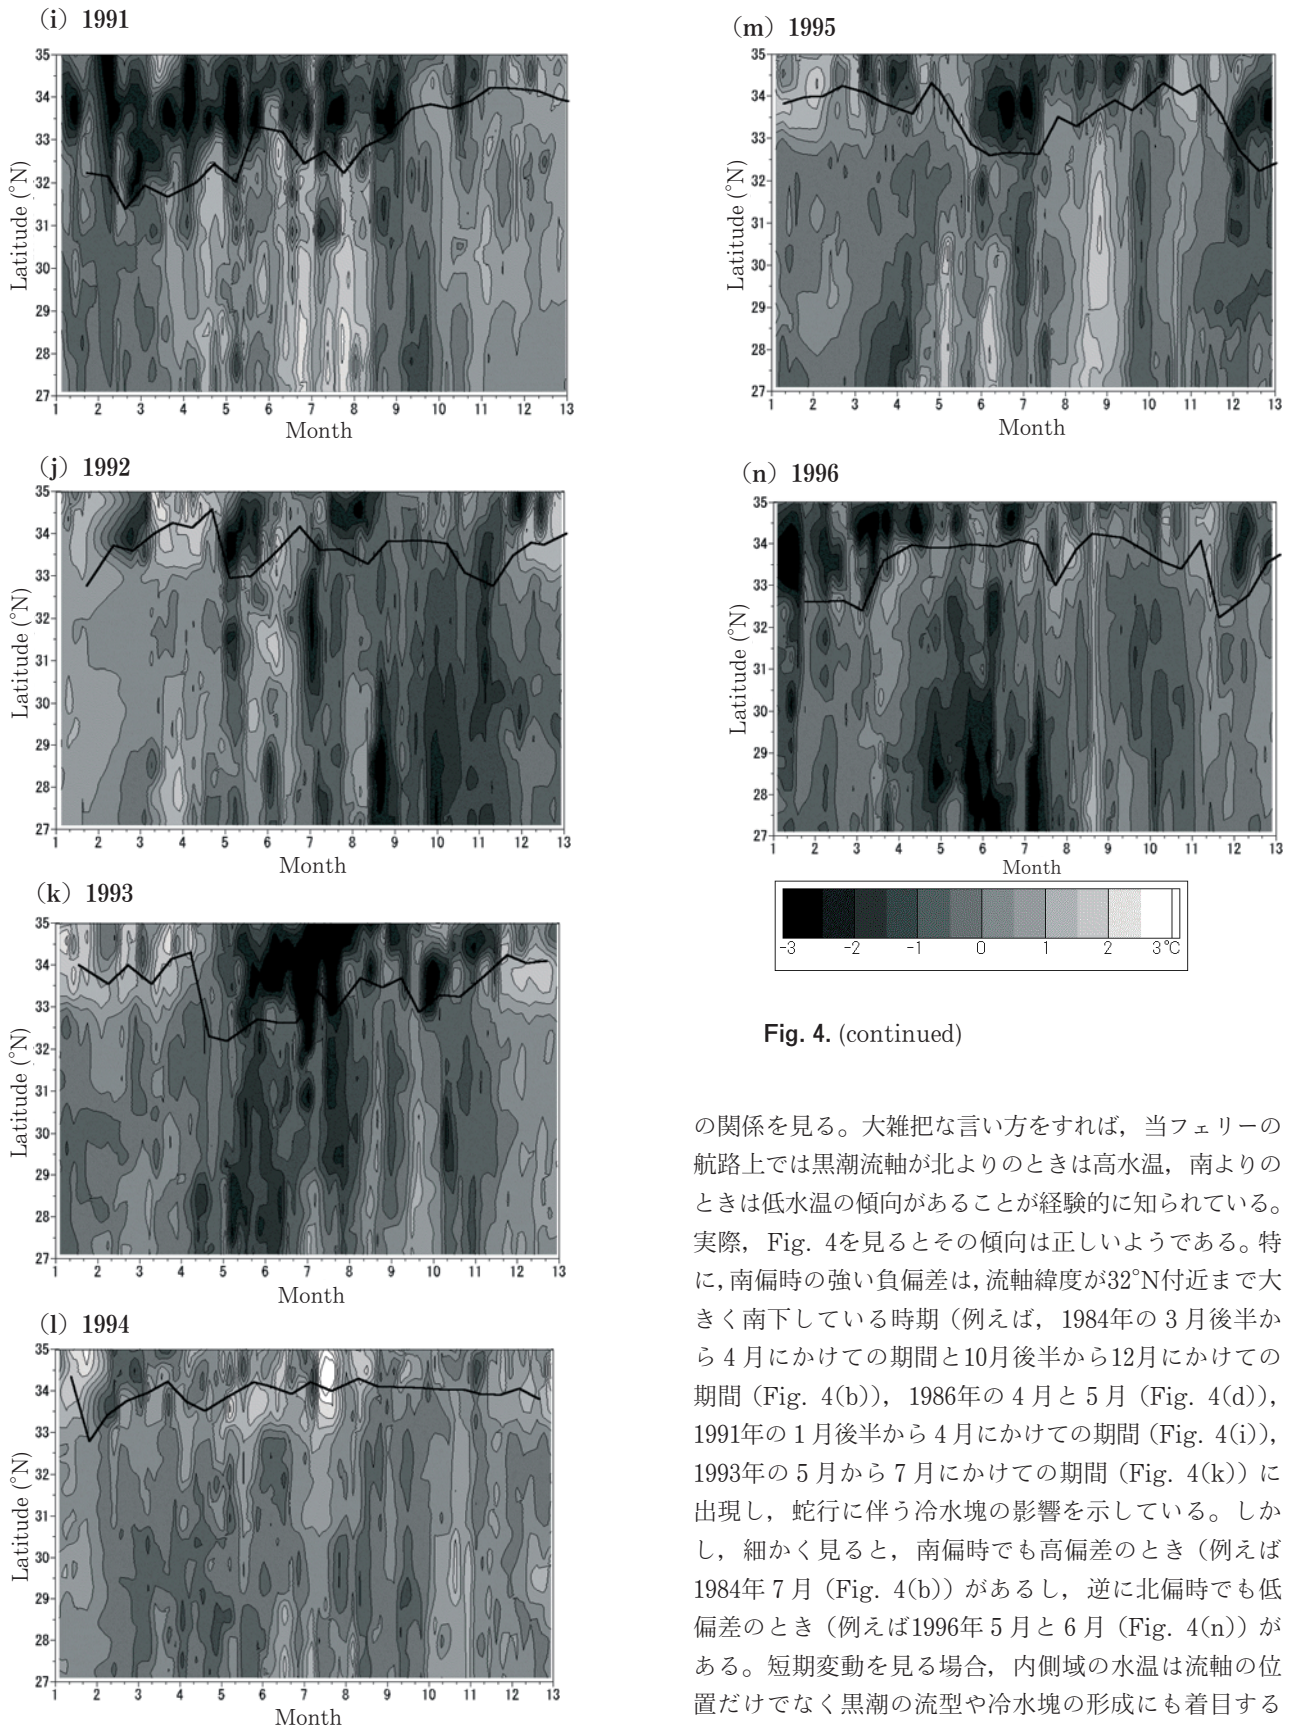 (i) 1991
35
34
33
32
31
30
29
28
27
Latitude (°N)
1 2 3 4 5 6 7 8 9 10 11 12 13
Month
(j) 1992
35
34
33
32
31
30
29
28
27
Latitude (°N)
1 2 3 4 5 6 7 8 9 10 11 12 13
Month
(k) 1993
35
34
33
32
31
30
29
28
27
Latitude (°N)
1 2 3 4 5 6 7 8 9 10 11 12 13
Month
(l) 1994
35
34
33
32
31
30
29
28
27
Latitude (°N)
1 2 3 4 5 6 7 8 9 10 11 12 13
Month
(m) 1995
35
34
33
32
31
30
29
28
27
Latitude (°N)
1 2 3 4 5 6 7 8 9 10 11 12 13
Month
(n) 1996
35
34
33
32
31
30
29
28
27
Latitude (°N)
1 2 3 4 5 6 7 8 9 10 11 12 13
Month
-3 -2 -1 0 1 2 3℃
Fig. 4. (continued)
の関係を見る。大雑把な言い方をすれば，当フェリーの
航路上では黒潮流軸が北よりのときは高水温，南よりの
ときは低水温の傾向があることが経験的に知られている。
実際，Fig. 4を見るとその傾向は正しいようである。特
に，南偏時の強い負偏差は，流軸緯度が32°N付近まで大
きく南下している時期（例えば，1984年の３月後半か
ら４月にかけての期間と10月後半から12月にかけての
期間（Fig. 4(b)），1986年の４月と５月（Fig. 4(d)），
1991年の１月後半から４月にかけての期間（Fig. 4(i)），
1993年の５月から７月にかけての期間（Fig. 4(k)）に
出現し，蛇行に伴う冷水塊の影響を示している。しか
し，細かく見ると，南偏時でも高偏差のとき（例えば
1984年７月（Fig. 4(b)）があるし，逆に北偏時でも低
偏差のとき（例えば1996年５月と６月（Fig. 4(n)）が
ある。短期変動を見る場合，内側域の水温は流軸の位
置だけでなく黒潮の流型や冷水塊の形成にも着目する